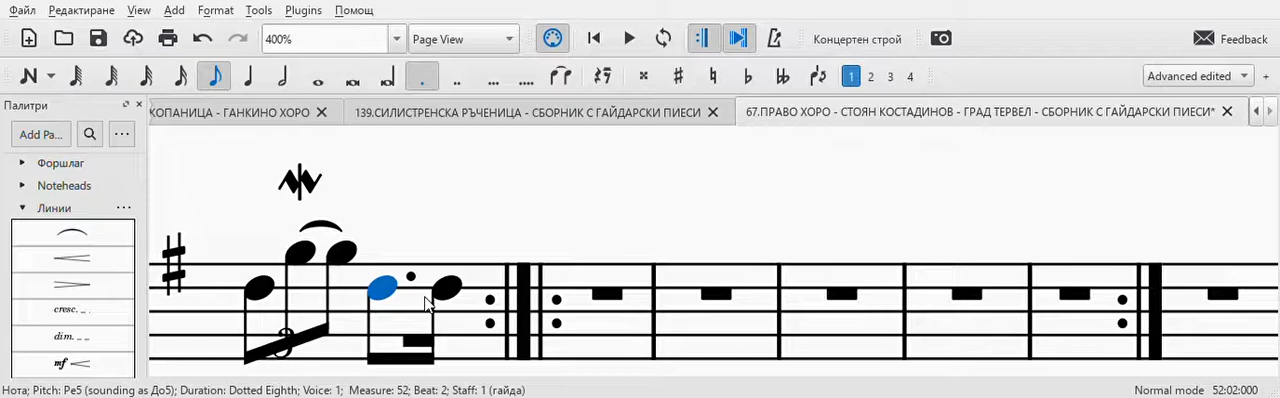 Файл Редактиране View Add Format Tools Plugins Помощ
400% Page View Концертен строй Feedback
1 2 3 4 Advanced edited +
Палитри
КОПАНИЦА - ГАНКИНО ХОРО 139.СИЛИСТРЕНСКА РЪЧЕНИЦА - СБОРНИК С ГАЙДАРСКИ ПИЕСИ 67.ПРАВО ХОРО - СТОЯН КОСТАДИНОВ - ГРАД ТЕРВЕЛ - СБОРНИК С ГАЙДАРСКИ ПИЕСИ*
Add Pa... ...
Форшлаг
Noteheads
Линии ...
cresc. _ _
dim. _ _
mf
3
Нота; Pitch: Ре5 (sounding as До5); Duration: Dotted Eighth; Voice: 1; Measure: 52; Beat: 2; Staff: 1 (гайда) Normal mode 52:02:000